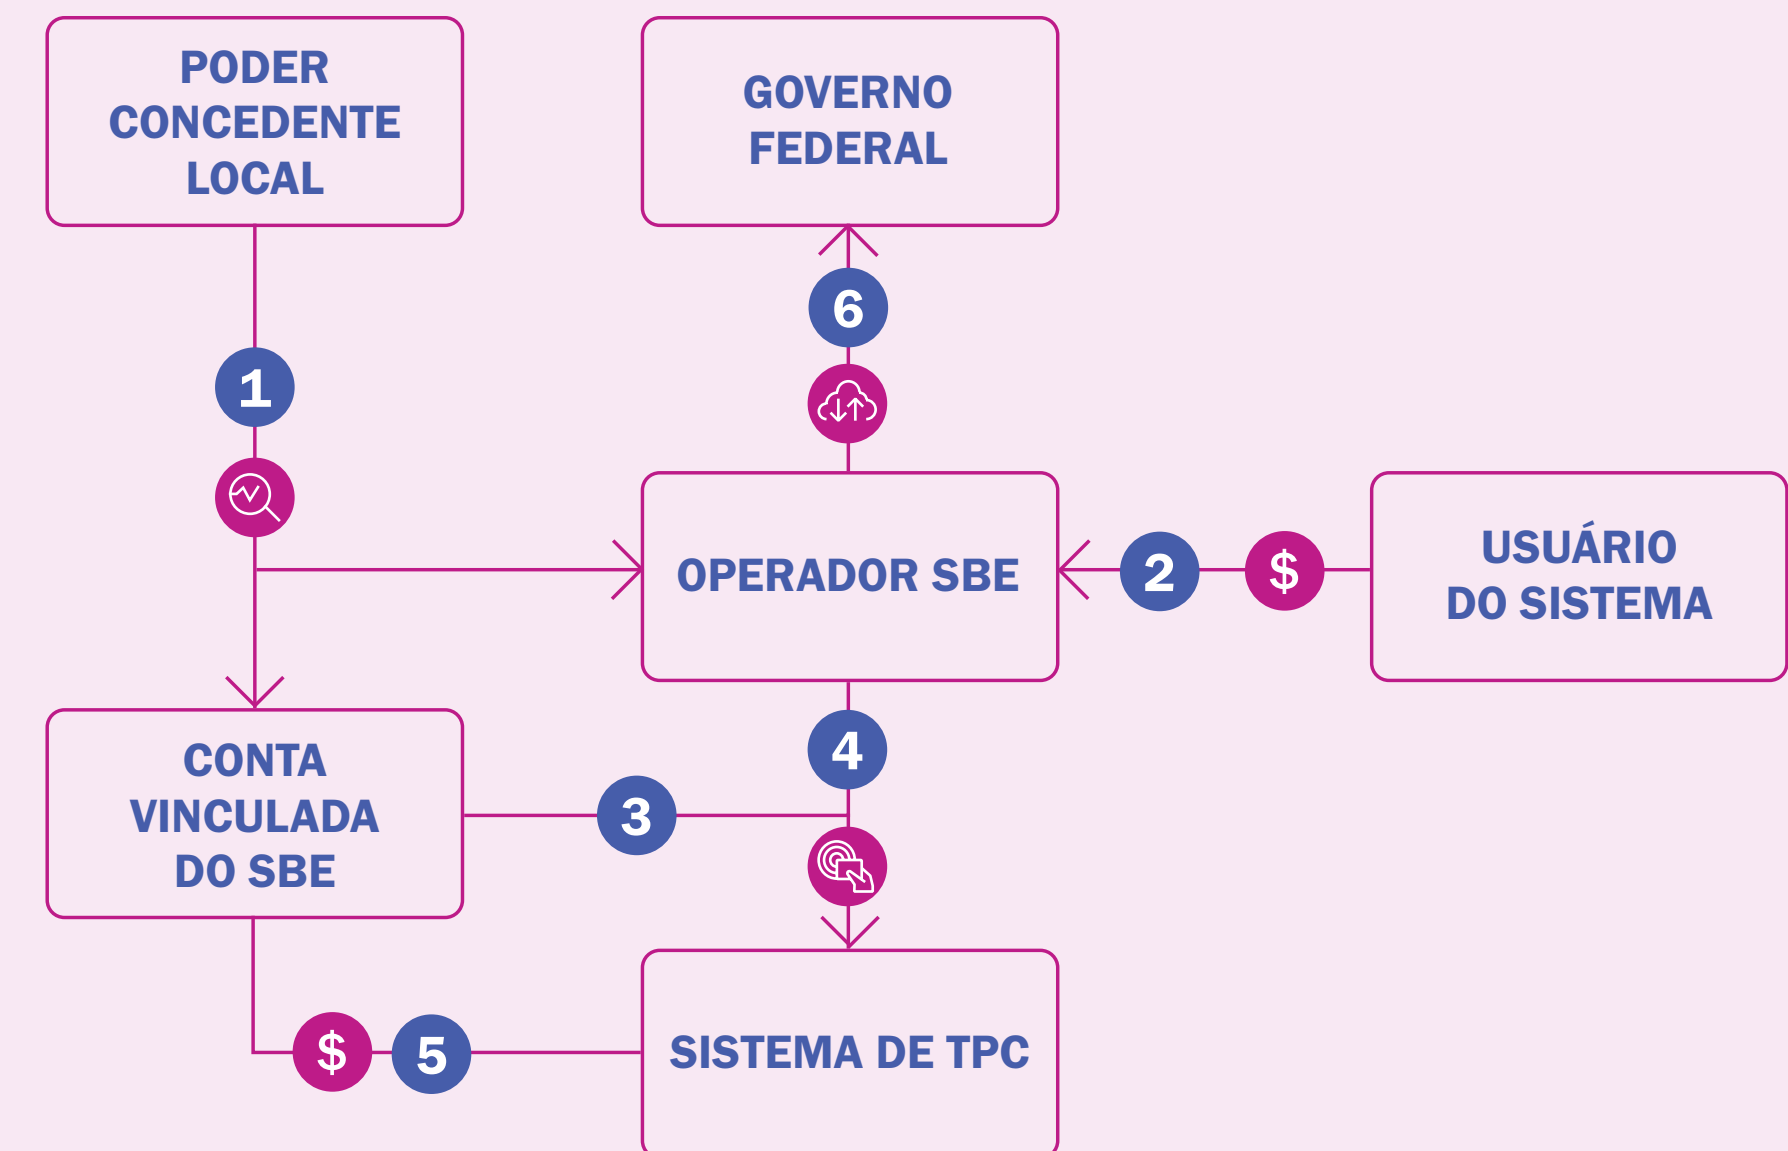 PODER
CONCEDENTE
LOCAL
GOVERNO
FEDERAL
6
1
OPERADOR SBE
2
$
USUÁRIO
DO SISTEMA
4
CONTA
VINCULADA
DO SBE
3
$
5
SISTEMA DE TPC